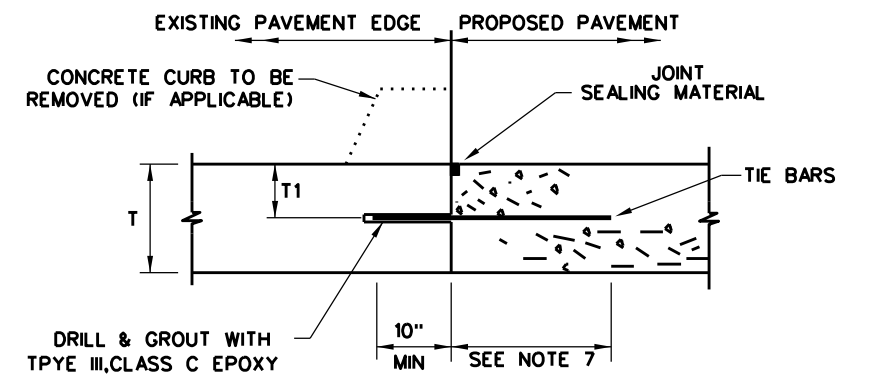 EXISTING PAVEMENT EDGE
PROPOSED PAVEMENT
CONCRETE CURB TO BE
REMOVED (IF APPLICABLE)
JOINT
SEALING MATERIAL
T1
TIE BARS
T
DRILL & GROUT WITH
TPYE III,CLASS C EPOXY
10"
MIN
SEE NOTE 7